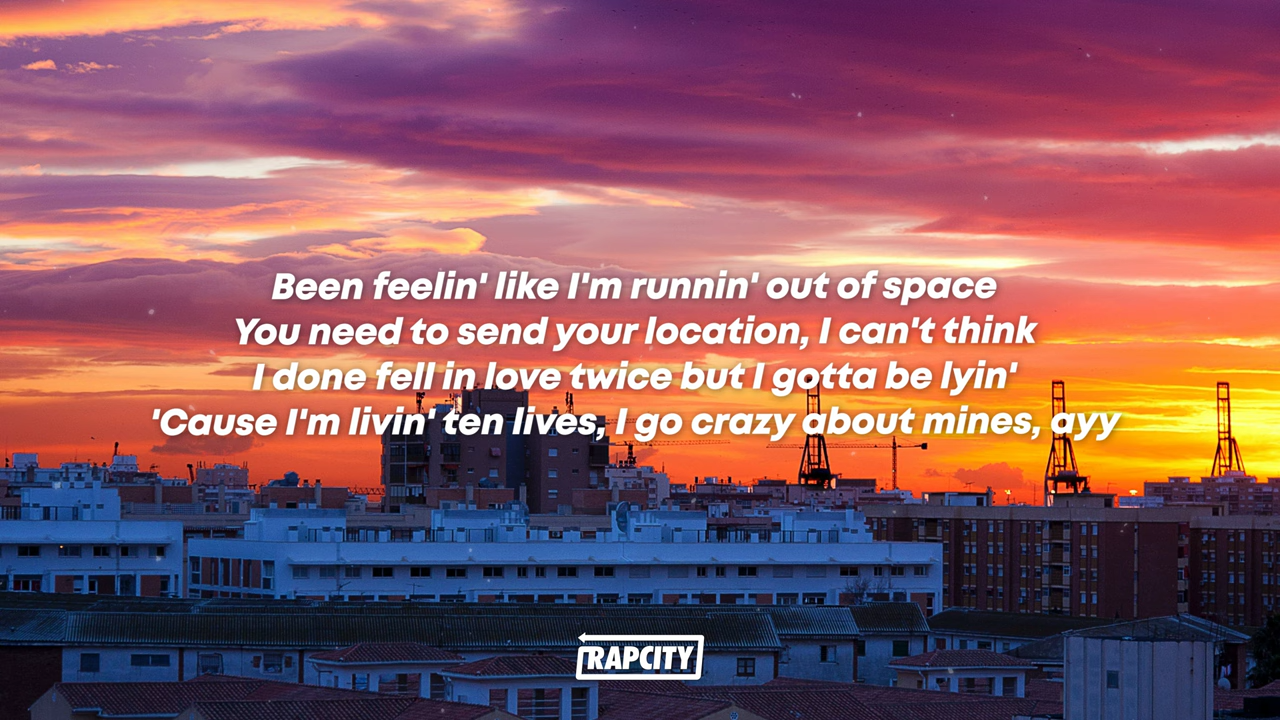 Been feelin' like I'm runnin' out of space
You need to send your location, I can't think
I done fell in love twice but I gotta be lyin'
'Cause I'm livin' ten lives, I go crazy about mines, ayy
RAPCITY